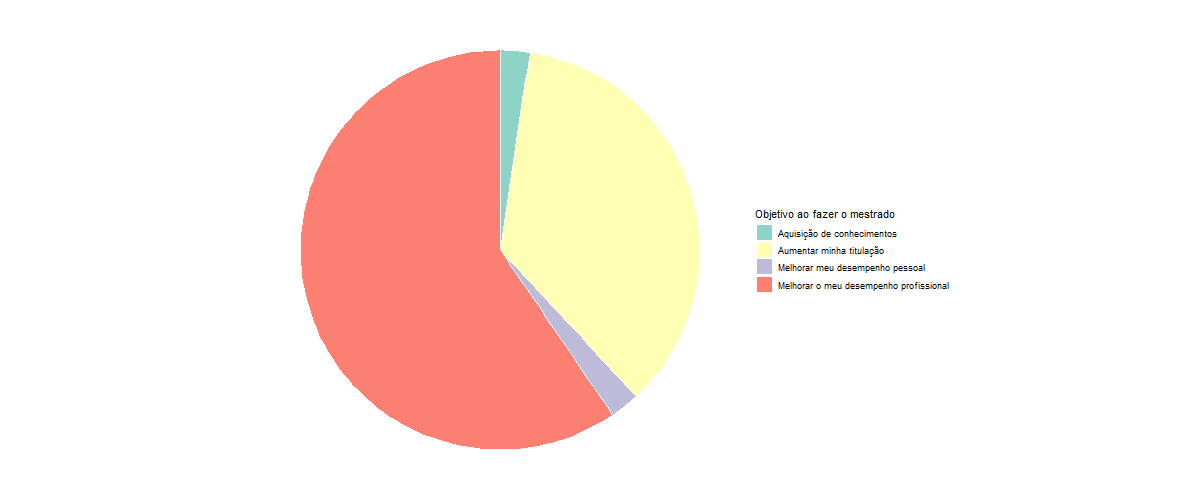 Objetivo ao fazer o mestrado
Aquisição de conhecimentos
Aumentar minha titulação
Melhorar meu desempenho pessoal
Melhorar o meu desempenho profissional